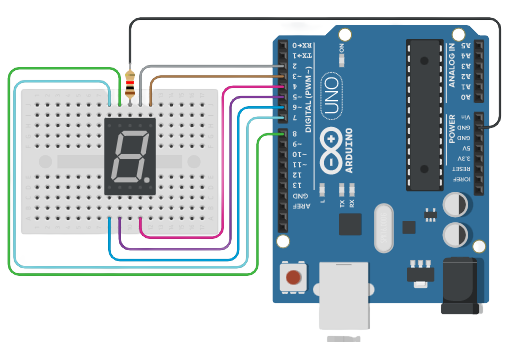 RX←0
TX→1
2
~3
4
~5
~6
7
8
~9
~10
~11
12
13
GND
AREF
DIGITAL (PWM~)
ON
UNO
ARDUINO
L
TX
RX
ANALOG IN
A5
A4
A3
A2
A1
A0
POWER
Vin
GND
GND
5V
3.3V
RESET
IOREF